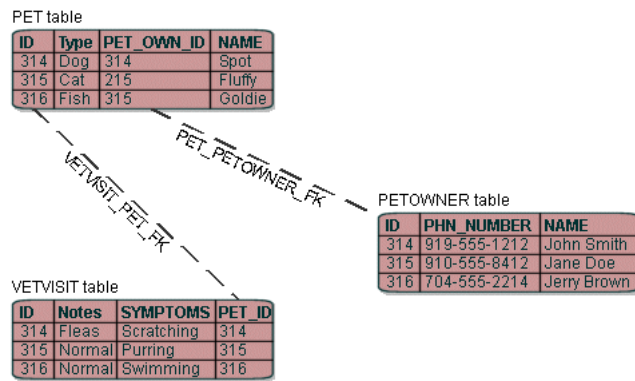 PET table
ID Type PET_OWN_ID NAME
314 Dog 314 Spot
315 Cat 215 Fluffy
316 Fish 315 Goldie
PET_PETOWNER_FK
VETVISIT_PET_FK
PETOWNER table
ID PHN_NUMBER NAME
314 919-555-1212 John Smith
315 910-555-8412 Jane Doe
316 704-555-2214 Jerry Brown
VETVISIT table
ID Notes SYMPTOMS PET_ID
314 Fleas Scratching 314
315 Normal Purring 315
316 Normal Swimming 316